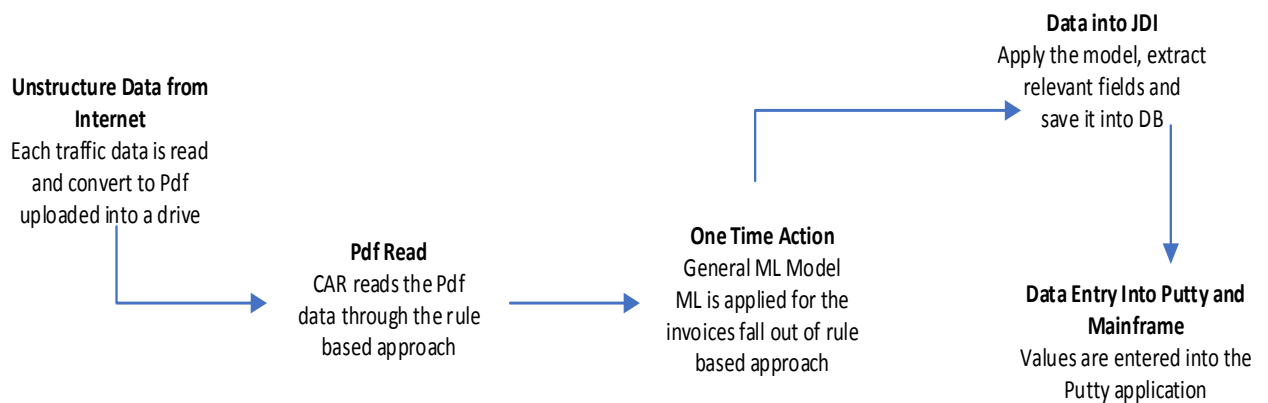 Unstructure Data from
Internet
Each traffic data is read
and convert to Pdf
uploaded into a drive
Pdf Read
CAR reads the Pdf
data through the rule
based approach
One Time Action
General ML Model
ML is applied for the
invoices fall out of rule
based approach
Data into JDI
Apply the model, extract
relevant fields and
save it into DB
Data Entry Into Putty and
Mainframe
Values are entered into the
Putty application